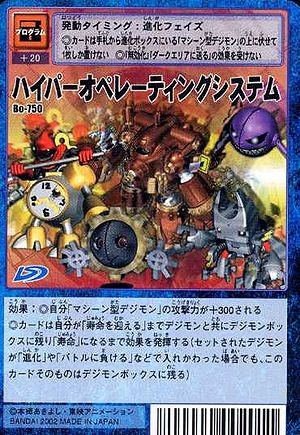 プログラム
+20
発動タイミング：進化フェイズ
◎カードは手札から進化ボックスにいる「マシーン型デジモン」の上に伏せて
1枚しか置けない ◎「無効化」「ダークエリアに送る」の効果を受けない
ハイパーオペレーティングシステム
Bo-750
効果：◎自分「マシーン型デジモン」の攻撃力が+300される
◎カードは自分が「寿命を迎える」までデジモンと共にデジモンボック
スに残り「寿命」になるまで効果を発揮する（セットされたデジモン
が「進化」や「バトルに負ける」などで入れかわった場合でも、この
カードそのものはデジモンボックスに残る）
©本郷あきよし・東映アニメーション
BANDAI 2002 MADE IN JAPAN